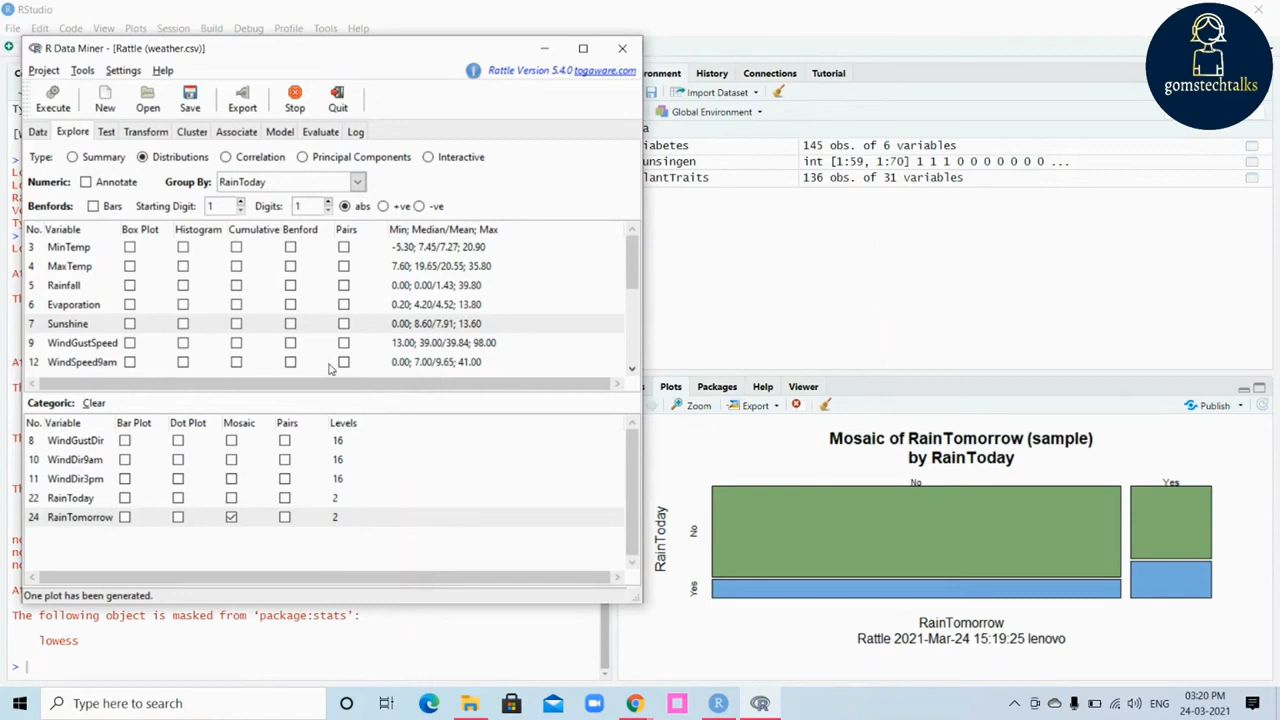 RStudio
File Edit Code View Plots Session Build Debug Profile Tools Help
gomstechtalks
R Data Miner - [Rattle (weather.csv)]
Project Tools Settings Help
Rattle Version 5.4.0 togaware.com
Execute New Open Save Export Stop Quit
Data Explore Test Transform Cluster Associate Model Evaluate Log
Type: Summary Distributions Correlation Principal Components Interactive
Numeric: Annotate Group By: RainToday
Benfords: Bars Starting Digit: 1 Digits: 1 abs +ve -ve
No. Variable Box Plot Histogram Cumulative Benford Pairs Min; Median/Mean; Max
3 MinTemp -5.30; 7.45/7.27; 20.90
4 MaxTemp 7.60; 19.65/20.55; 35.80
5 Rainfall 0.00; 0.00/1.43; 39.80
6 Evaporation 0.20; 4.20/4.52; 13.80
7 Sunshine 0.00; 8.60/7.91; 13.60
9 WindGustSpeed 13.00; 39.00/39.84; 98.00
12 WindSpeed9am 0.00; 7.00/9.65; 41.00
Categoric: Clear
No. Variable Bar Plot Dot Plot Mosaic Pairs Levels
8 WindGustDir 16
10 WindDir9am 16
11 WindDir3pm 16
22 RainToday 2
24 RainTomorrow 2
One plot has been generated.
The following object is masked from ‘package:stats’:
lowess
>
ronment History Connections Tutorial
Import Dataset
Global Environment
a
iabetes 145 obs. of 6 variables
unsingen int [1:59, 1:70] 1 1 1 0 0 0 0 0 0 0 ...
lantTraits 136 obs. of 31 variables
Plots Packages Help Viewer
Zoom Export Publish
Mosaic of RainTomorrow (sample)
by RainToday
No Yes
RainToday
No
Yes
RainTomorrow
Rattle 2021-Mar-24 15:19:25 lenovo
Type here to search
03:20 PM
24-03-2021